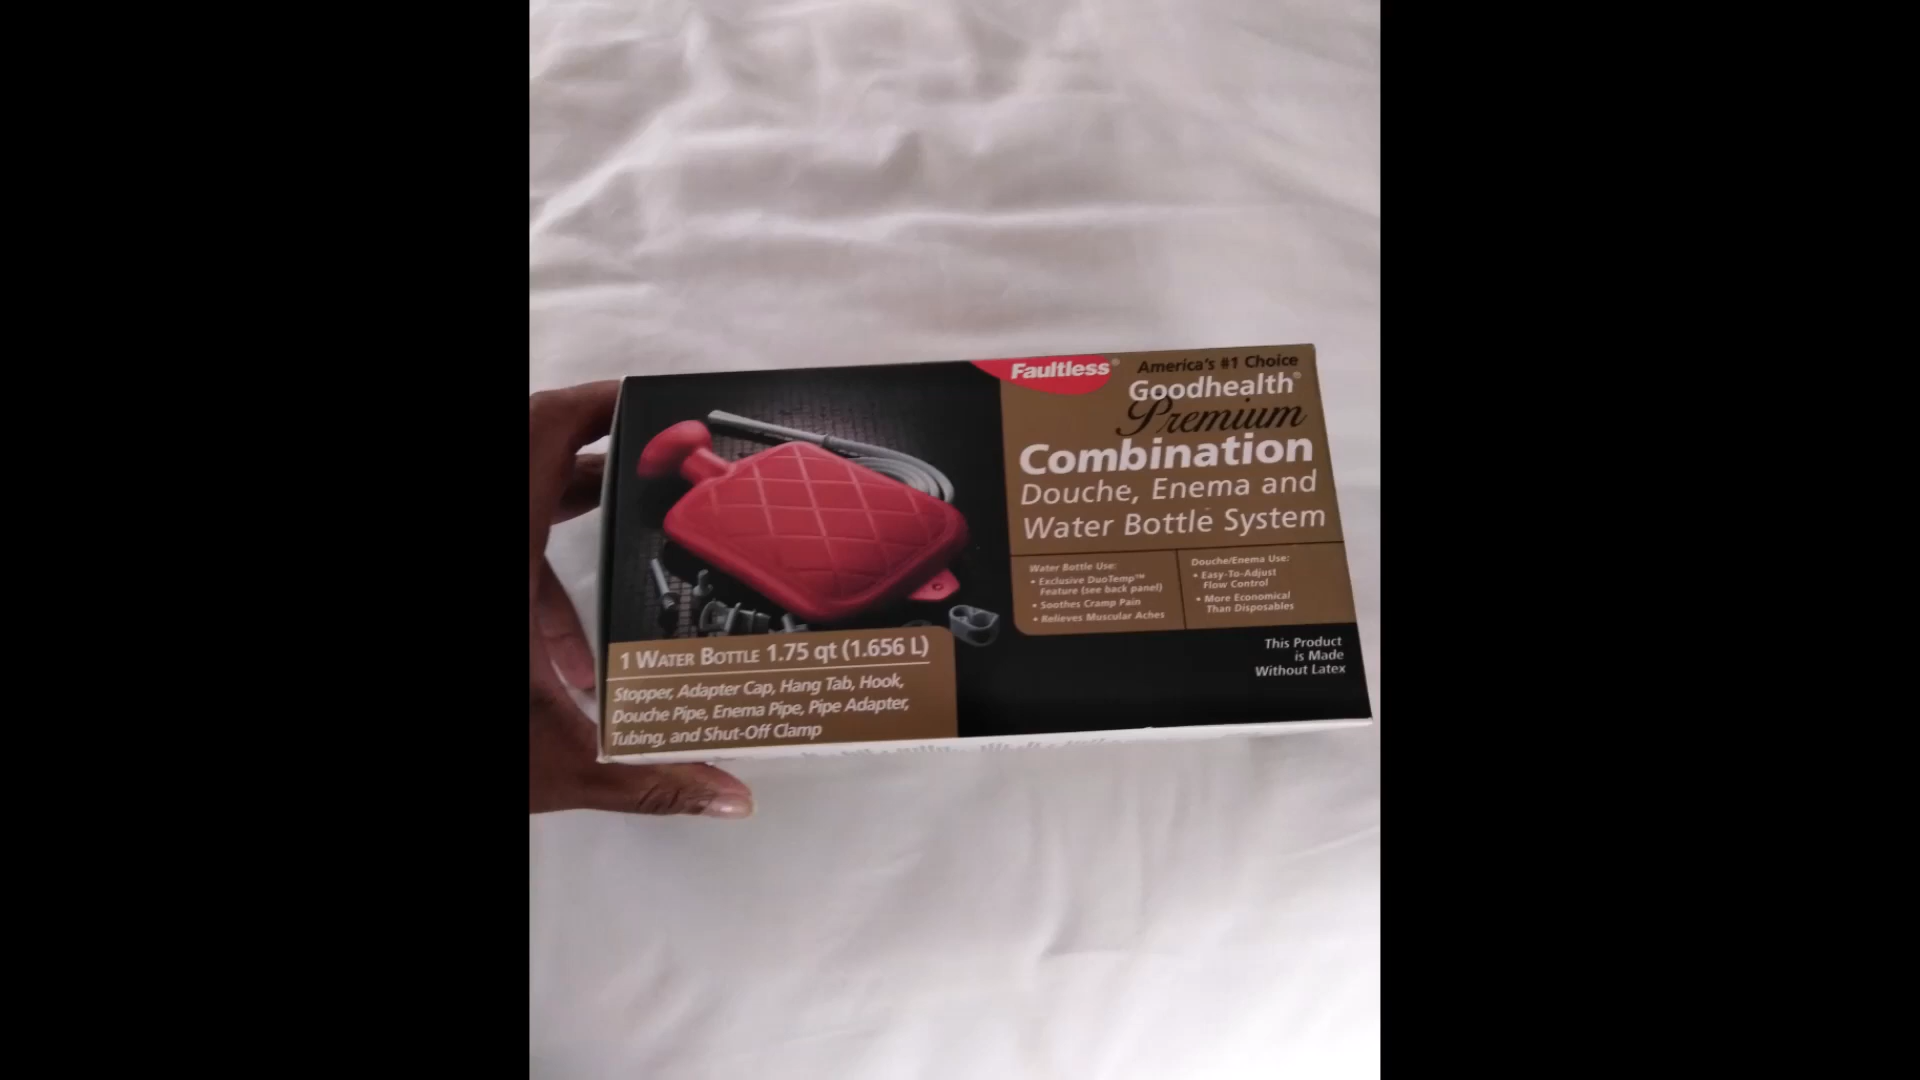 Faultless®
America's #1 Choice
Goodhealth®
Premium
Combination
Douche, Enema and
Water Bottle System
Water Bottle Use:
• Exclusive DuoTemp™
Feature (see back panel)
• Soothes Cramp Pain
• Relieves Muscular Aches
Douche/Enema Use:
• Easy-To-Adjust
Flow Control
• More Economical
Than Disposables
This Product
is Made
Without Latex
1 WATER BOTTLE 1.75 qt (1.656 L)
Stopper, Adapter Cap, Hang Tab, Hook,
Douche Pipe, Enema Pipe, Pipe Adapter,
Tubing, and Shut-Off Clamp